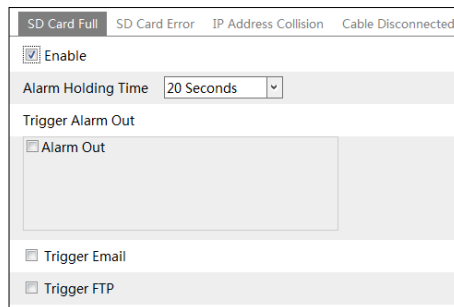 SD Card Full SD Card Error IP Address Collision Cable Disconnected
Enable
Alarm Holding Time 20 Seconds
Trigger Alarm Out
Alarm Out
Trigger Email
Trigger FTP